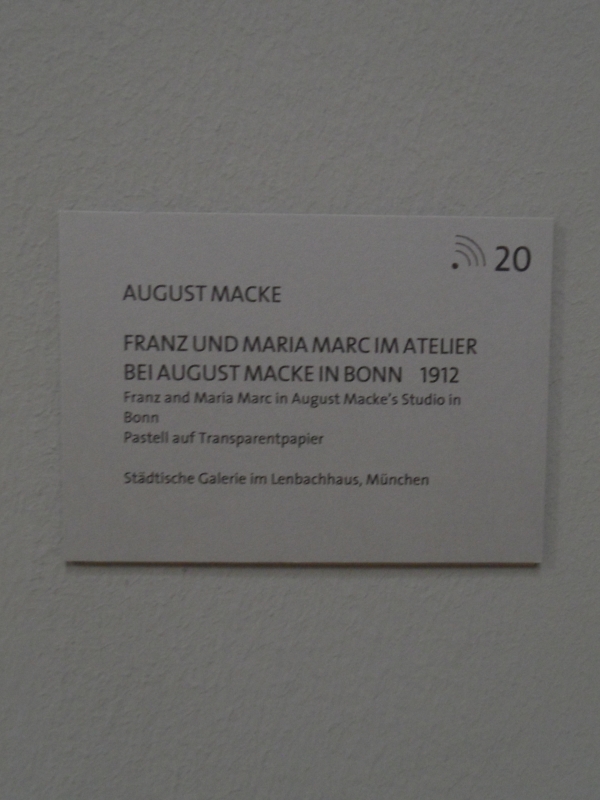 20
AUGUST MACKE
FRANZ UND MARIA MARC IM ATELIER
BEI AUGUST MACKE IN BONN 1912
Franz and Maria Marc in August Macke's Studio in
Bonn
Pastell auf Transparentpapier
Städtische Galerie im Lenbachhaus, München